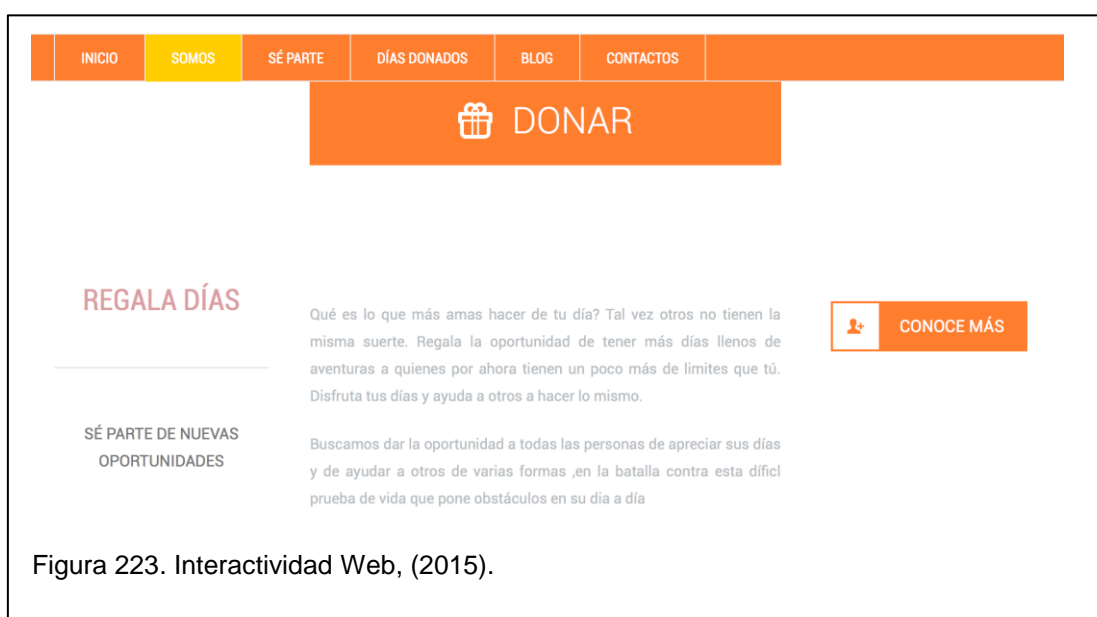 INICIO SOMOS SÉ PARTE DÍAS DONADOS BLOG CONTACTOS
DONAR
REGALA DÍAS
SÉ PARTE DE NUEVAS
OPORTUNIDADES
Qué es lo que más amas hacer de tu día? Tal vez otros no tienen la
misma suerte. Regala la oportunidad de tener más días llenos de
aventuras a quienes por ahora tienen un poco más de limites que tú.
Disfruta tus días y ayuda a otros a hacer lo mismo.
Buscamos dar la oportunidad a todas las personas de apreciar sus días
y de ayudar a otros de varias formas ,en la batalla contra esta difícl
prueba de vida que pone obstáculos en su dia a día
CONOCE MÁS
Figura 223. Interactividad Web, (2015).